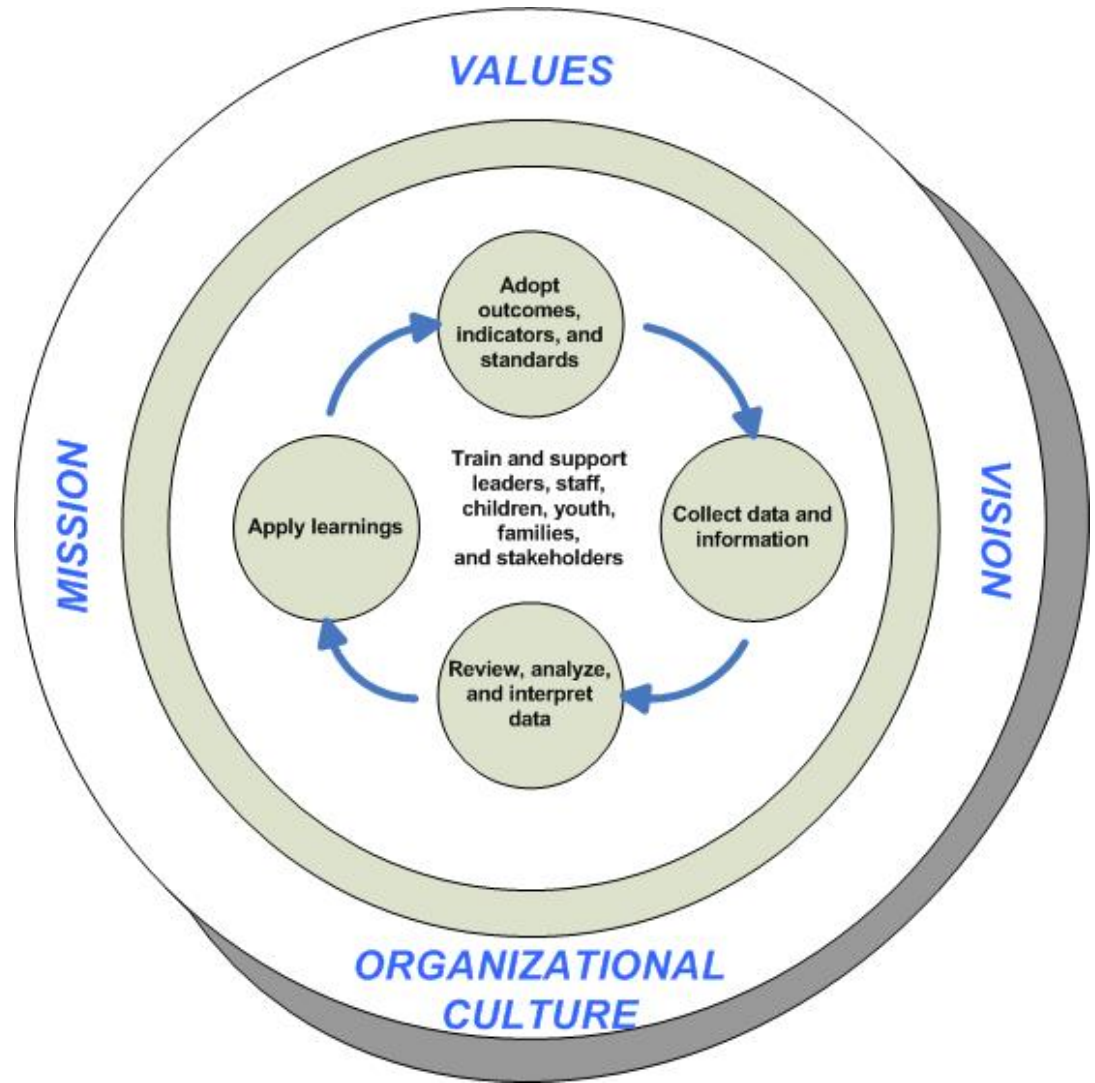 VALUES
Adopt
outcomes,
indicators, and
standards
MISSION
Apply learnings
Train and support
leaders, staff,
children, youth,
families,
and stakeholders
Collect data and
information
VISION
Review, analyze,
and interpret
data
ORGANIZATIONAL
CULTURE